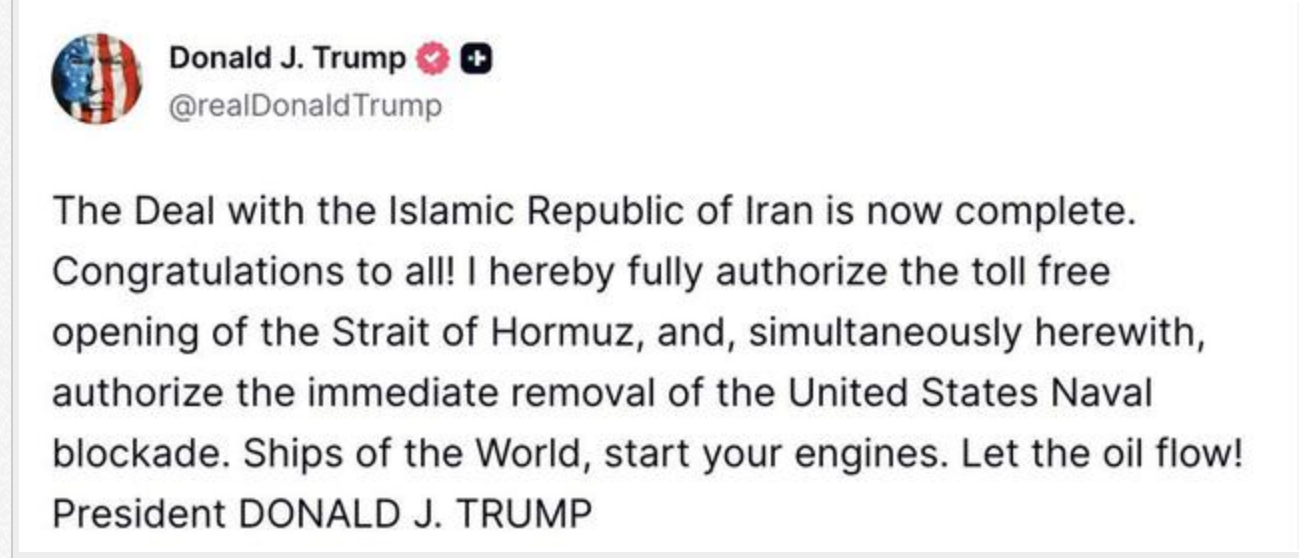 Donald J. Trump
@realDonaldTrump
The Deal with the Islamic Republic of Iran is now complete.
Congratulations to all! I hereby fully authorize the toll free
opening of the Strait of Hormuz, and, simultaneously herewith,
authorize the immediate removal of the United States Naval
blockade. Ships of the World, start your engines. Let the oil flow!
President DONALD J. TRUMP